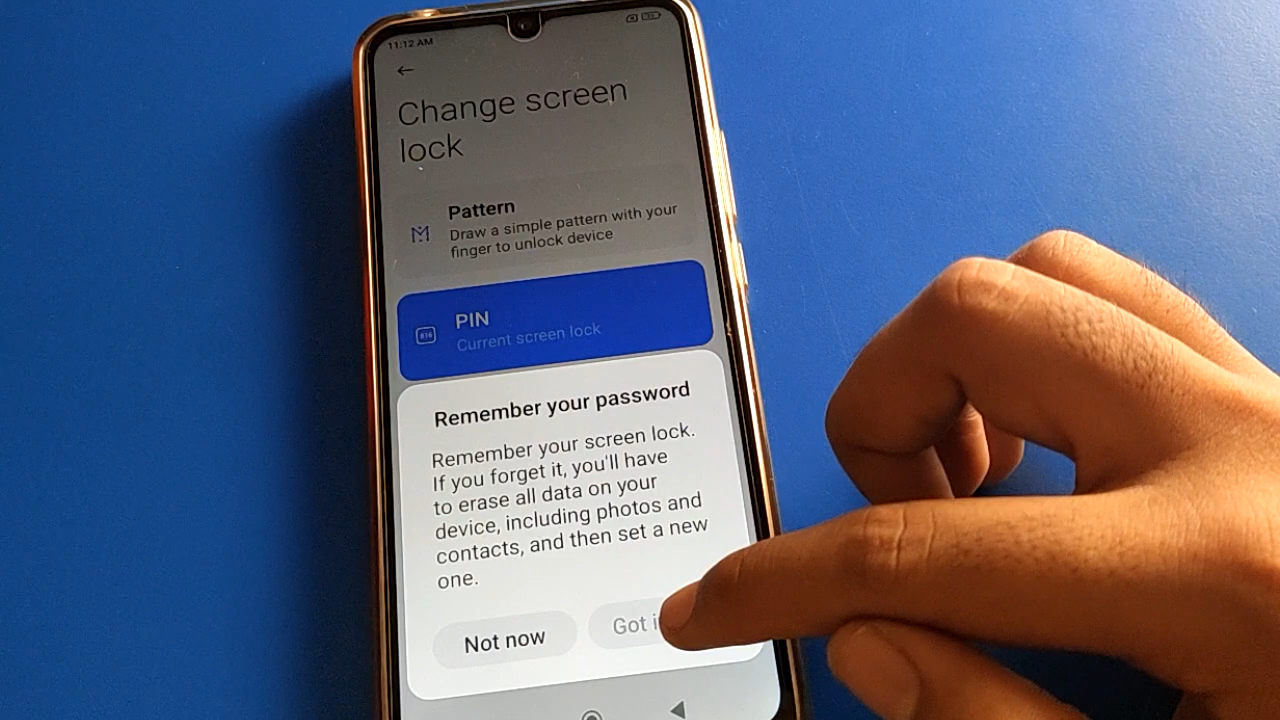 11:12 AM
Change screen
lock
Pattern
Draw a simple pattern with your
finger to unlock device
PIN
Current screen lock
Remember your password
Remember your screen lock.
If you forget it, you'll have
to erase all data on your
device, including photos and
contacts, and then set a new
one.
Not now
Got i